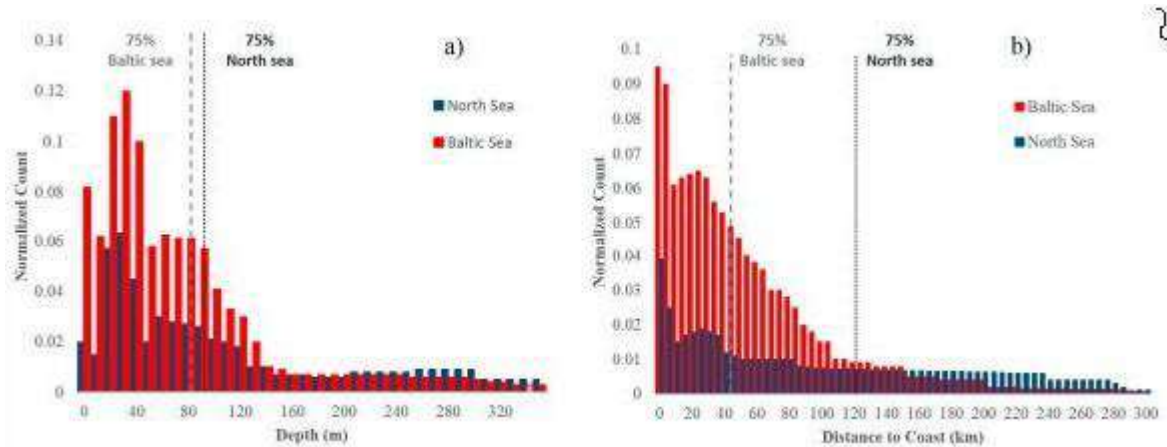 75%
Baltic sea
75%
North sea
a)
0.14
0.12
0.1
0.08
0.06
0.04
0.02
0
Normalized Count
North Sea
Baltic Sea
0 40 80 120 160 200 240 280 320
Depth (m)
75%
Baltic sea
75%
North sea
b)
0.1
0.09
0.08
0.07
0.06
0.05
0.04
0.03
0.02
0.01
0
Normalized Count
Baltic Sea
North Sea
0 20 40 60 80 100 120 140 160 180 200 220 240 260 280 300
Distance to Coast (km)